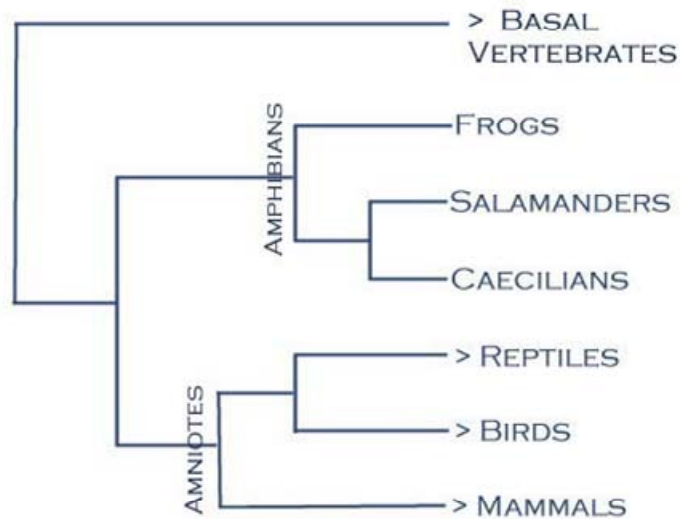 > BASAL
VERTEBRATES
AMPHIBIANS
FROGS
SALAMANDERS
CAECILIANS
AMNIOTES
> REPTILES
> BIRDS
> MAMMALS